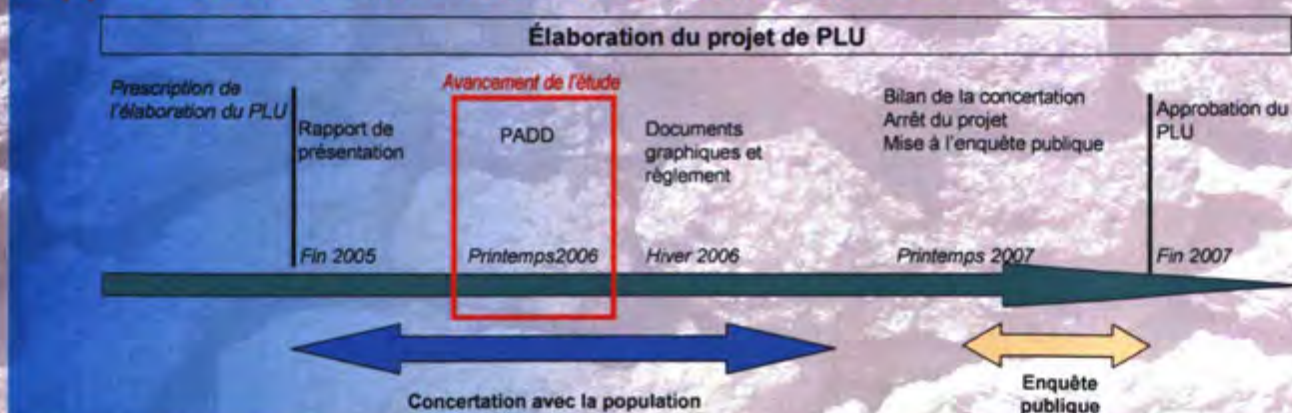 Élaboration du projet de PLU
Prescription de
l'élaboration du PLU
Rapport de
présentation
Fin 2005
Avancement de l'étude
PADD
Printemps2006
Documents
graphiques et
règlement
Hiver 2006
Bilan de la concertation
Arrêt du projet
Mise à l'enquête publique
Printemps 2007
Approbation du
PLU
Fin 2007
Concertation avec la population
Enquête
publique